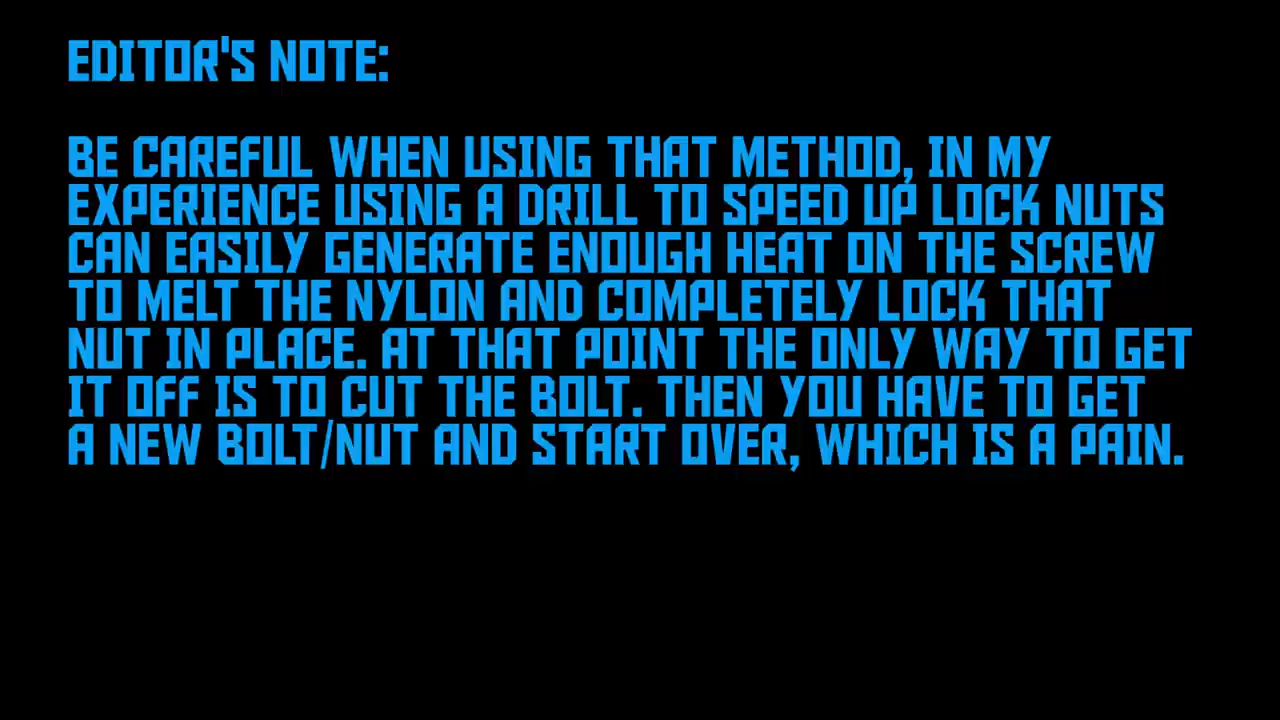 EDITOR'S NOTE:
BE CAREFUL WHEN USING THAT METHOD, IN MY
EXPERIENCE USING A DRILL TO SPEED UP LOCK NUTS
CAN EASILY GENERATE ENOUGH HEAT ON THE SCREW
TO MELT THE NYLON AND COMPLETELY LOCK THAT
NUT IN PLACE. AT THAT POINT THE ONLY WAY TO GET
IT OFF IS TO CUT THE BOLT. THEN YOU HAVE TO GET
A NEW BOLT/NUT AND START OVER, WHICH IS A PAIN.